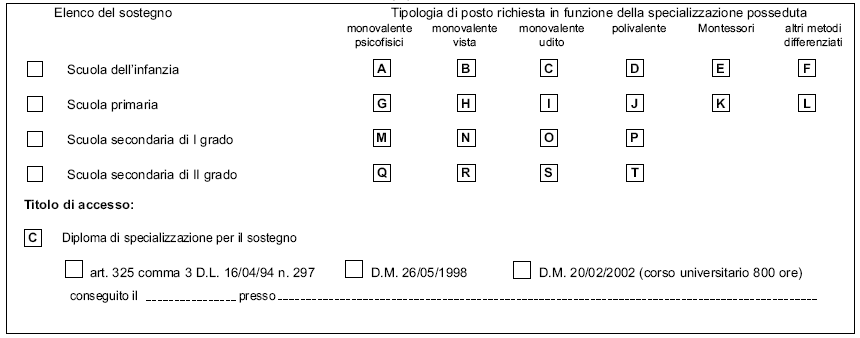 Elenco del sostegno Tipologia di posto richiesta in funzione della specializzazione posseduta
monovalente monovalente monovalente polivalente Montessori altri metodi
psicofisici vista udito differenziati
Scuola dell'infanzia A B C D E F
Scuola primaria G H I J K L
Scuola secondaria di I grado M N O P
Scuola secondaria di II grado Q R S T
Titolo di accesso:
C Diploma di specializzazione per il sostegno
art. 325 comma 3 D.L. 16/04/94 n. 297 D.M. 26/05/1998 D.M. 20/02/2002 (corso universitario 800 ore)
conseguito il presso